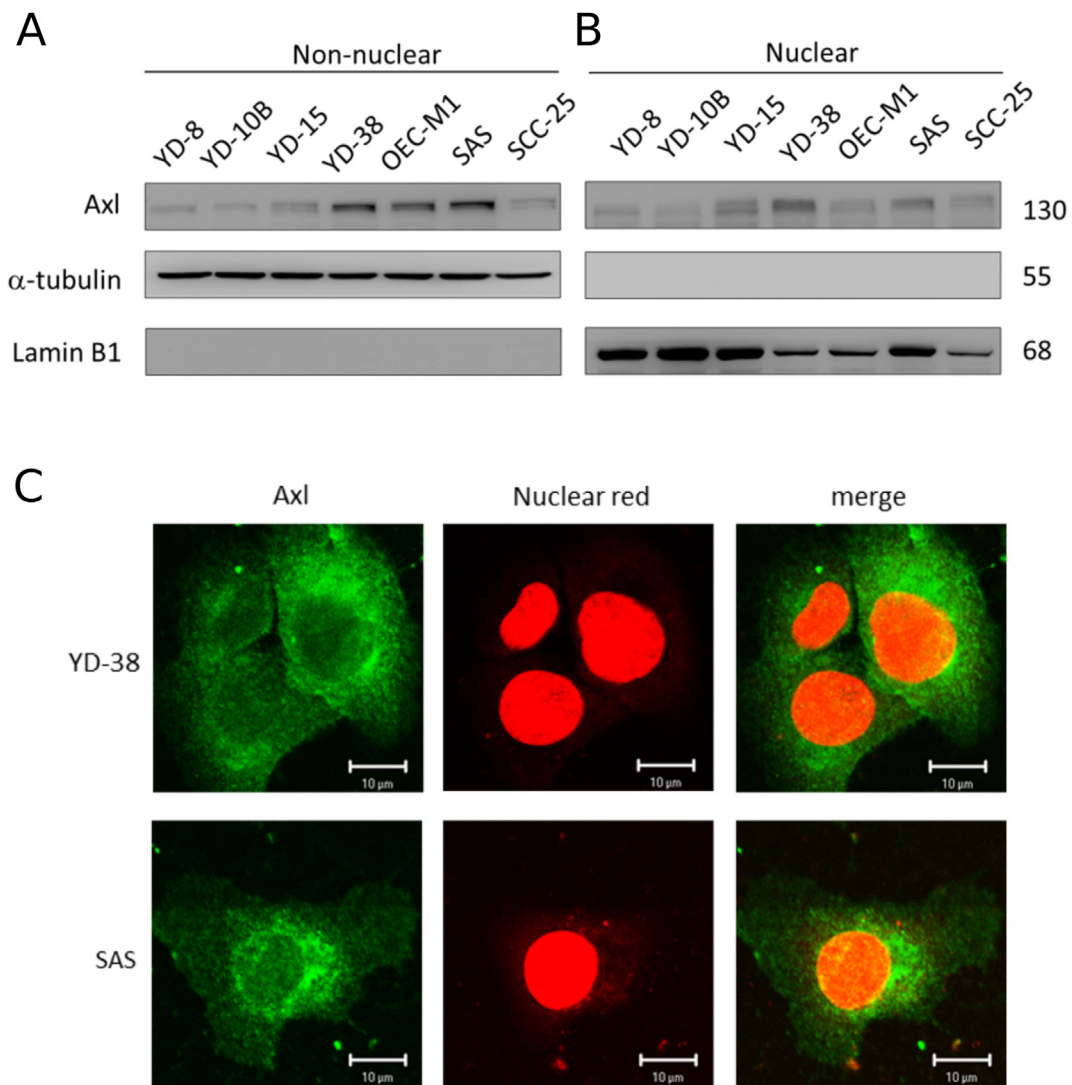 A
Non-nuclear
YD-8 YD-10B YD-15 YD-38 OEC-M1 SAS SCC-25
B
Nuclear
YD-8 YD-10B YD-15 YD-38 OEC-M1 SAS SCC-25
Axl 130
α-tubulin 55
Lamin B1 68
C
Axl Nuclear red merge
YD-38
10 µm 10 µm 10 µm
SAS
10 µm 10 µm 10 µm